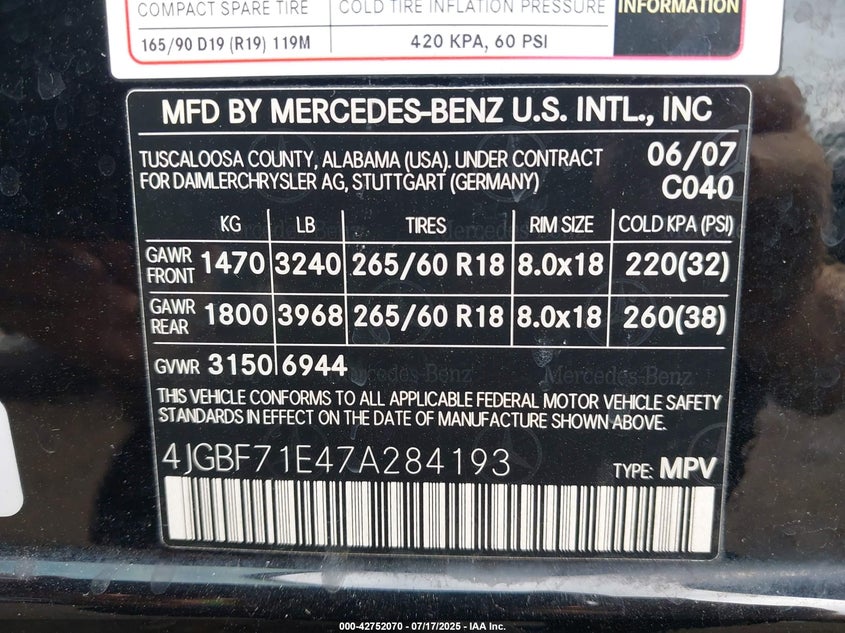 COMPACT SPARE TIRE COLD TIRE INFLATION PRESSURE INFORMATION
165/90 D19 (R19) 119M 420 KPA, 60 PSI
MFD BY MERCEDES-BENZ U.S. INTL., INC
TUSCALOOSA COUNTY, ALABAMA (USA). UNDER CONTRACT 06/07
FOR DAIMLERCHRYSLER AG, STUTTGART (GERMANY) C040
KG LB TIRES RIM SIZE COLD KPA (PSI)
GAWR FRONT 1470 3240 265/60 R18 8.0x18 220(32)
GAWR REAR 1800 3968 265/60 R18 8.0x18 260(38)
GVWR 3150 6944
THIS VEHICLE CONFORMS TO ALL APPLICABLE FEDERAL MOTOR VEHICLE SAFETY
STANDARDS IN EFFECT ON THE DATE OF MANUFACTURE SHOWN ABOVE.
4JGBF71E47A284193 TYPE: MPV
000-42752070 - 07/17/2025 - IAA Inc.